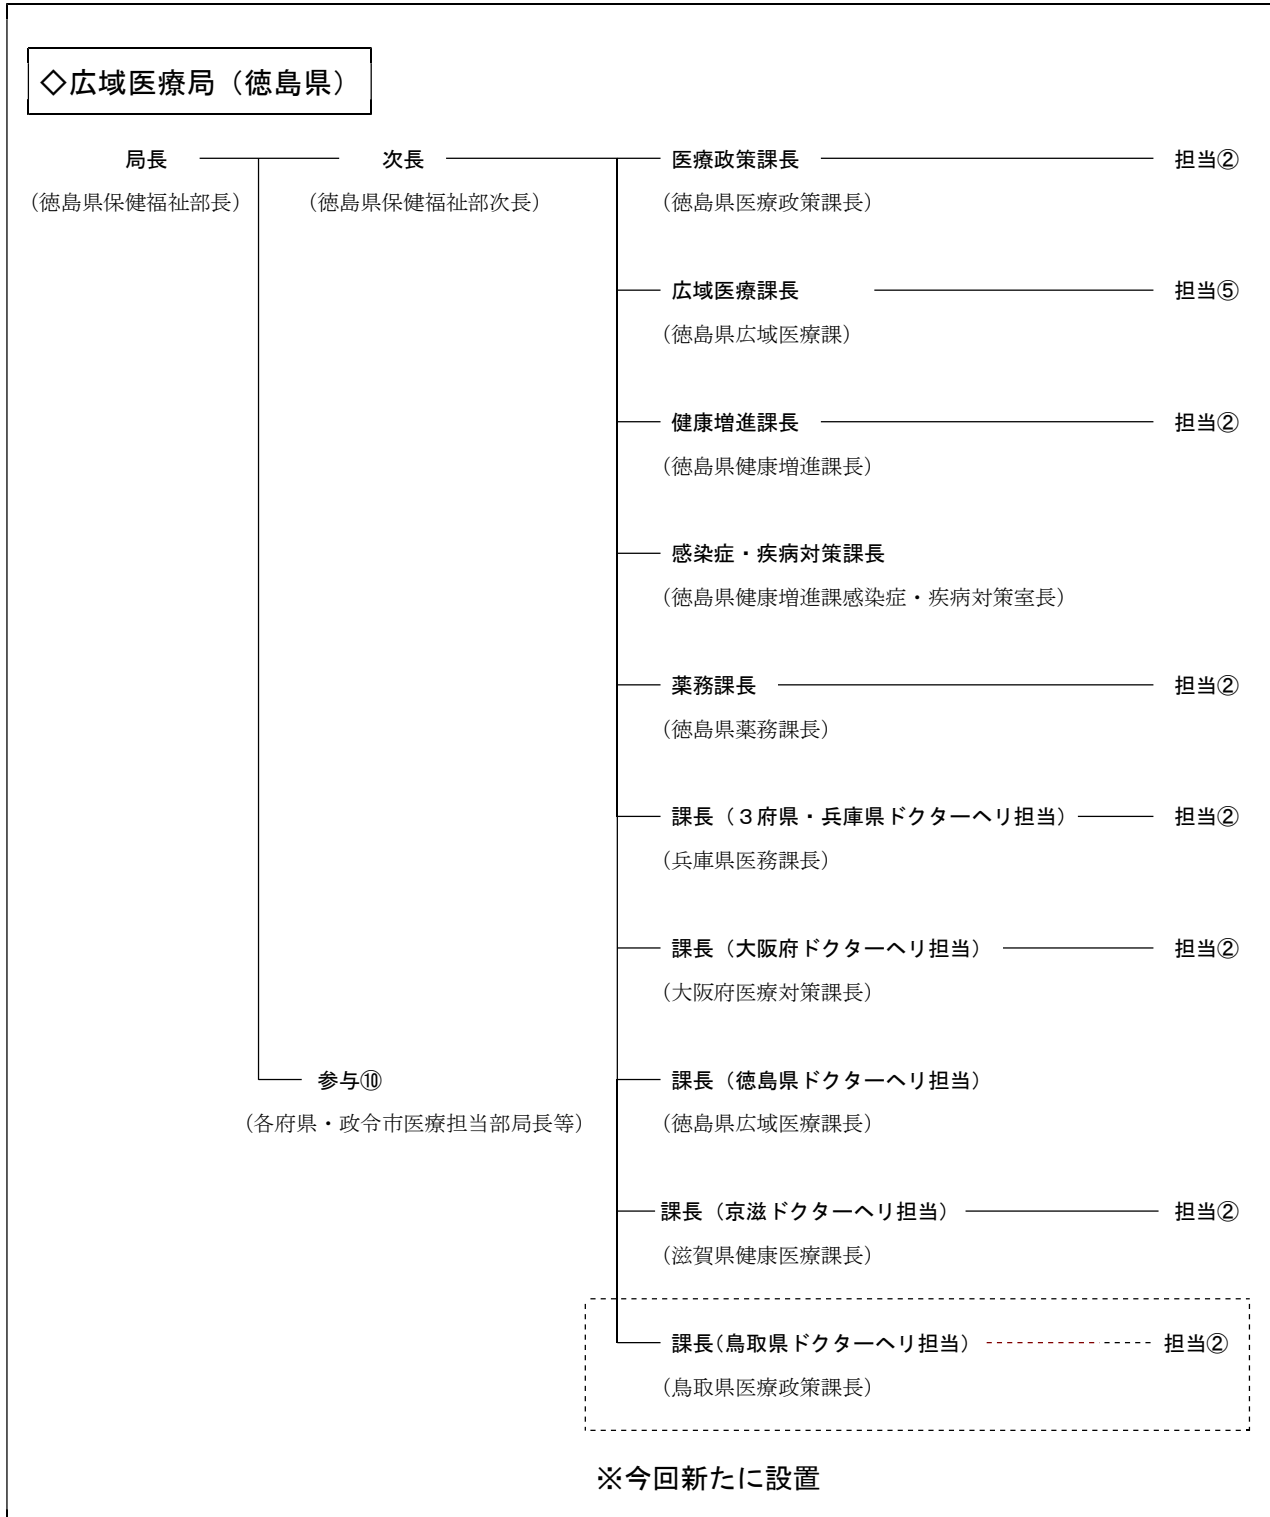 ◇広域医療局（徳島県）
局長 次長 医療政策課長 担当②
（徳島県保健福祉部長） （徳島県保健福祉部次長） （徳島県医療政策課長）
広域医療課長 担当⑤
（徳島県広域医療課）
健康増進課長 担当②
（徳島県健康増進課長）
感染症・疾病対策課長
（徳島県健康増進課感染症・疾病対策室長）
薬務課長 担当②
（徳島県薬務課長）
課長（３府県・兵庫県ドクターヘリ担当） 担当②
（兵庫県医務課長）
課長（大阪府ドクターヘリ担当） 担当②
（大阪府医療対策課長）
参与⑩ 課長（徳島県ドクターヘリ担当）
（各府県・政令市医療担当部局長等） （徳島県広域医療課長）
課長（京滋ドクターヘリ担当） 担当②
（滋賀県健康医療課長）
課長(鳥取県ドクターヘリ担当） 担当②
（鳥取県医療政策課長）
※今回新たに設置